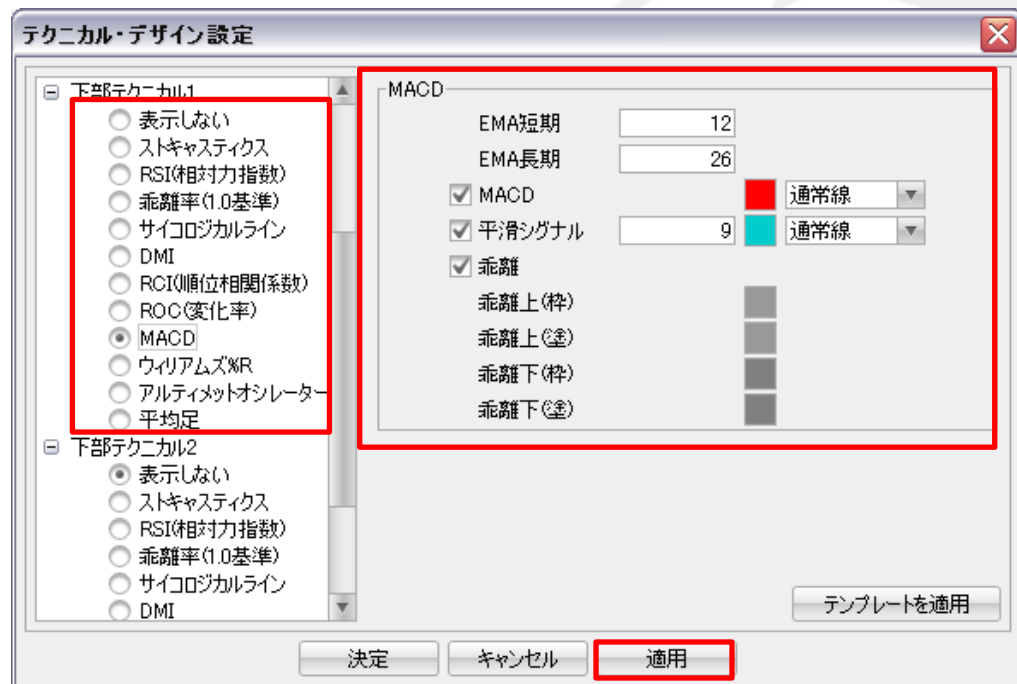 テクニカル・デザイン設定
下部テクニカル1
表示しない
ストキャスティクス
RSI(相対力指数)
乖離率(1.0基準)
サイコロジカルライン
DMI
RCI(順位相関係数)
ROC(変化率)
MACD
ウィリアムズ%R
アルティメットオシレーター
平均足
下部テクニカル2
表示しない
ストキャスティクス
RSI(相対力指数)
乖離率(1.0基準)
サイコロジカルライン
DMI
MACD
EMA短期 12
EMA長期 26
MACD 通常線
平滑シグナル 9 通常線
乖離
乖離上(枠)
乖離上(塗)
乖離下(枠)
乖離下(塗)
テンプレートを適用
決定 キャンセル 適用